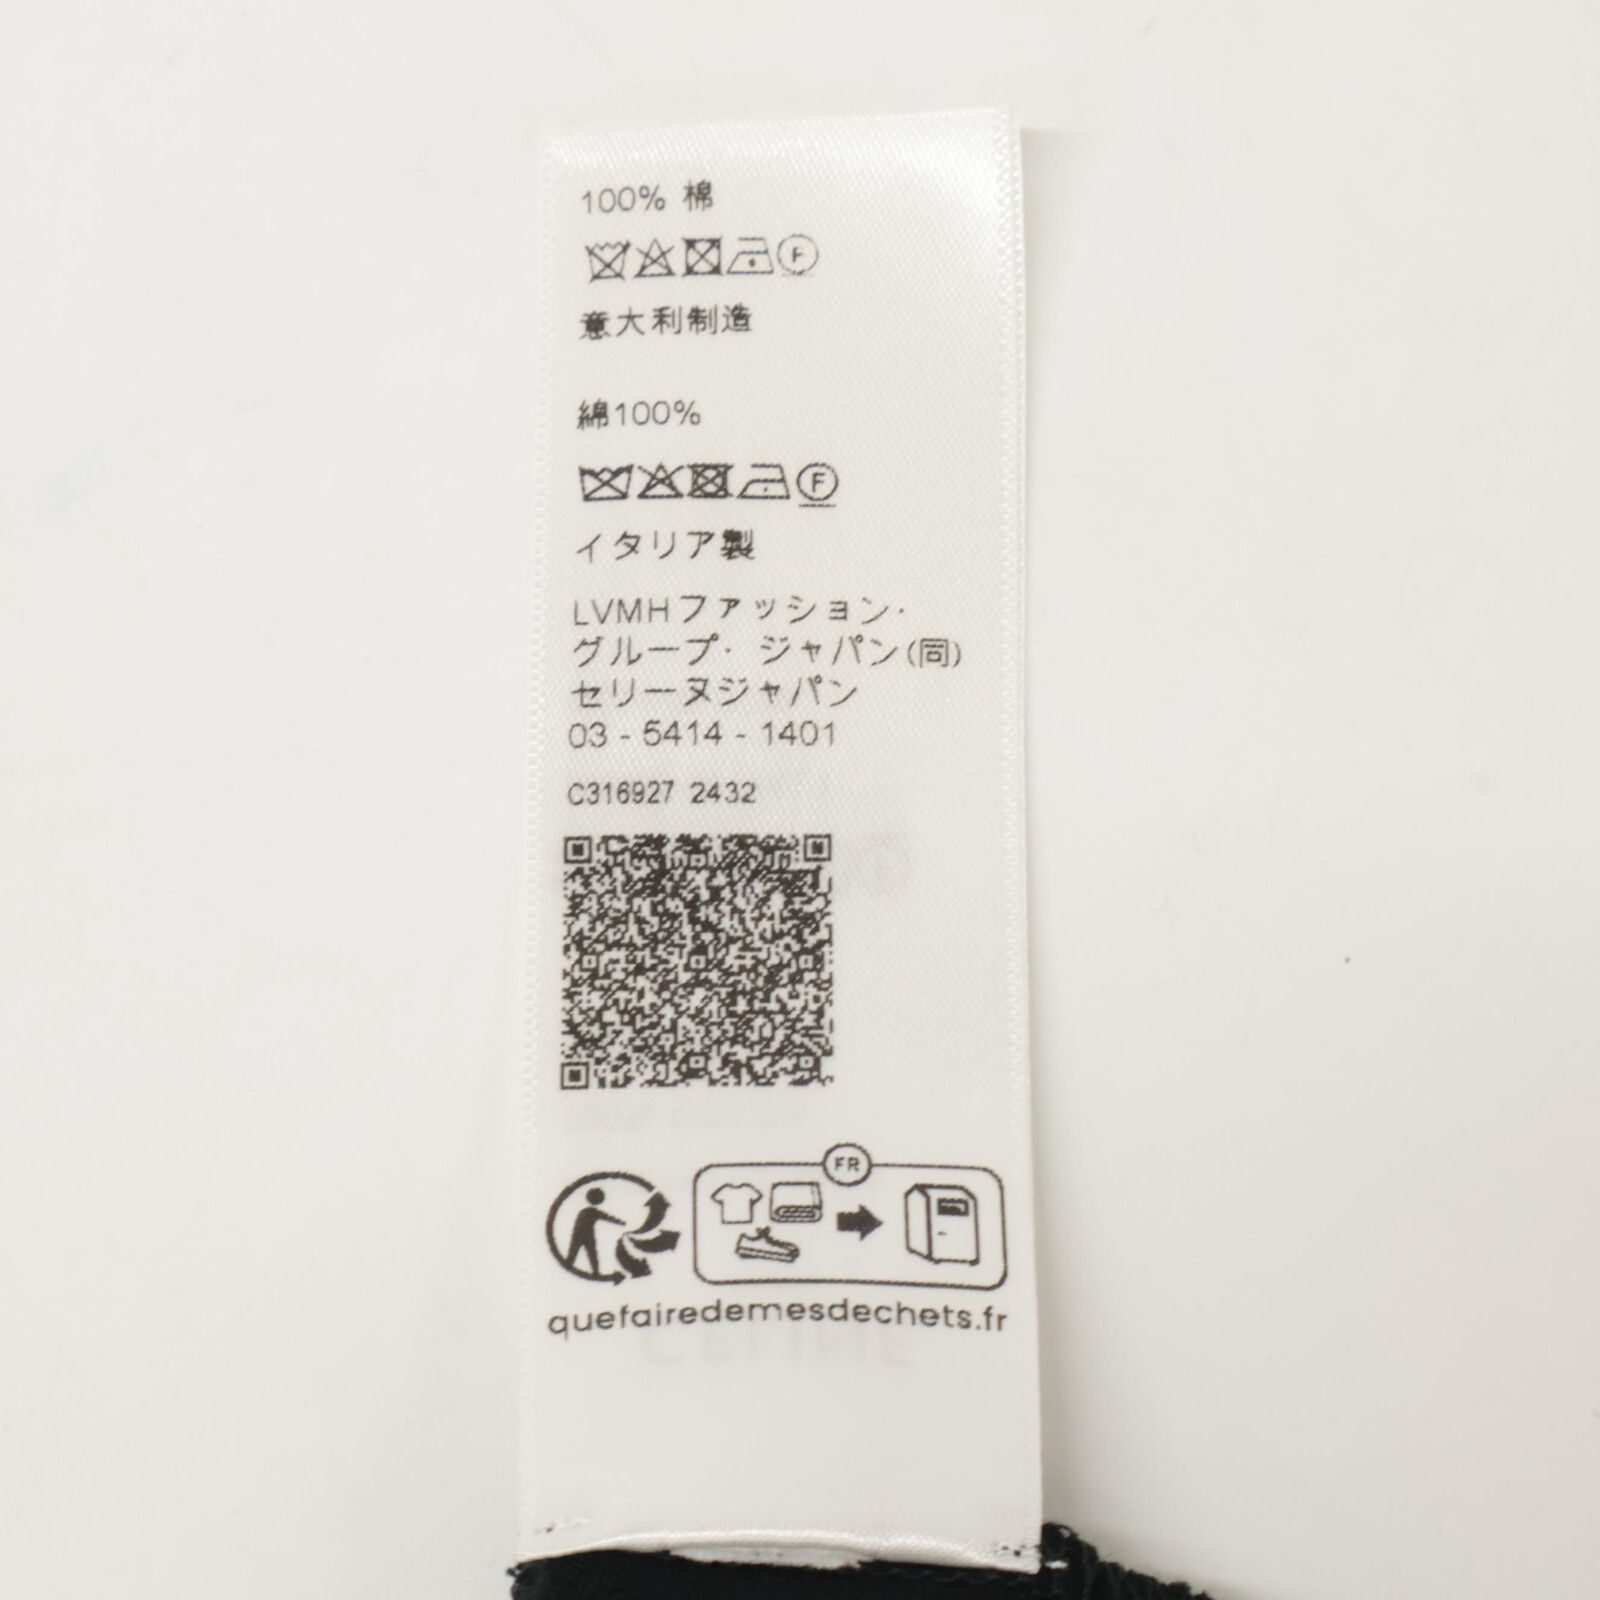 100% 棉
F
意大利制造
綿100%
F
イタリア製
LVMHファッション・
グループ・ジャパン(同)
セリーヌジャパン
03 - 5414 - 1401
C316927 2432
FR
quefairedemesdechets.fr